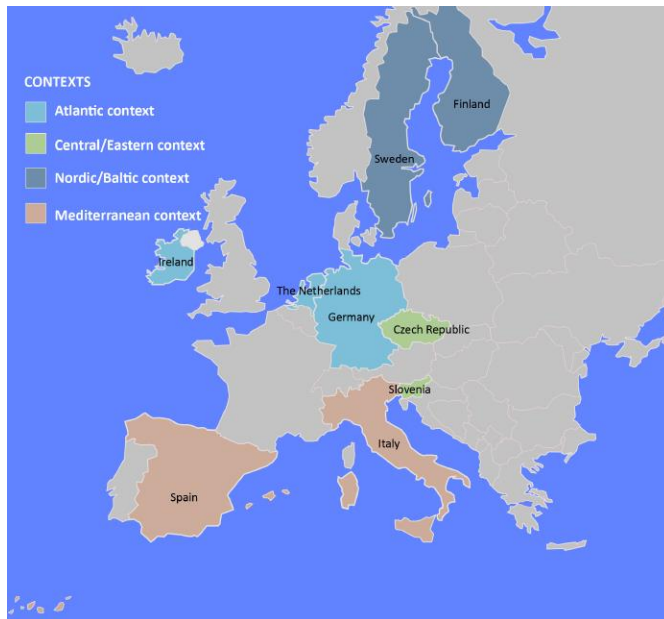 CONTEXTS
Atlantic context
Central/Eastern context
Nordic/Baltic context
Mediterranean context
Finland
Sweden
Ireland
The Netherlands
Germany
Czech Republic
Slovenia
Italy
Spain